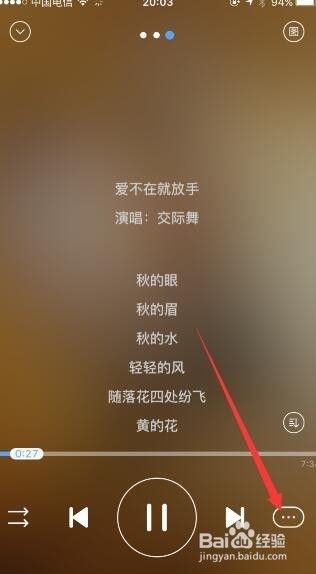 中国电信 20:03 94%
图
爱不在就放手
演唱：交际舞
秋的眼
秋的眉
秋的水
轻轻的风
随落花四处纷飞
黄的花
0:27
7:34
Baidu 经验
jingyan.baidu.com